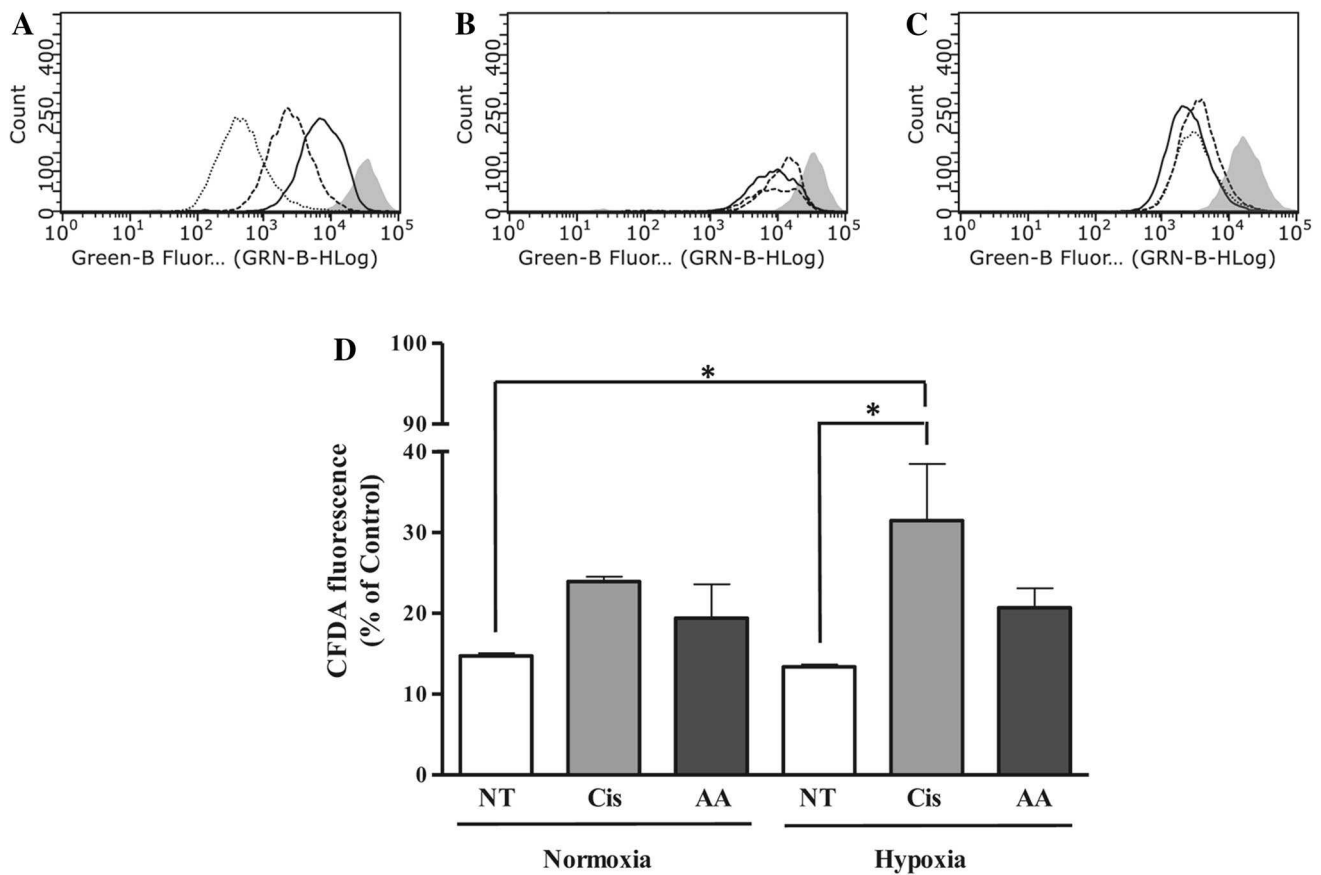 A
Count
400
250
100
0
10^0 10^1 10^2 10^3 10^4 10^5
Green-B Fluor... (GRN-B-HLog)
B
Count
400
250
100
0
10^0 10^1 10^2 10^3 10^4 10^5
Green-B Fluor... (GRN-B-HLog)
C
Count
400
250
100
0
10^0 10^1 10^2 10^3 10^4 10^5
Green-B Fluor... (GRN-B-HLog)
D
CFDA fluorescence
(% of Control)
100
90
40
30
20
10
0
*
*
NT Cis AA NT Cis AA
Normoxia Hypoxia